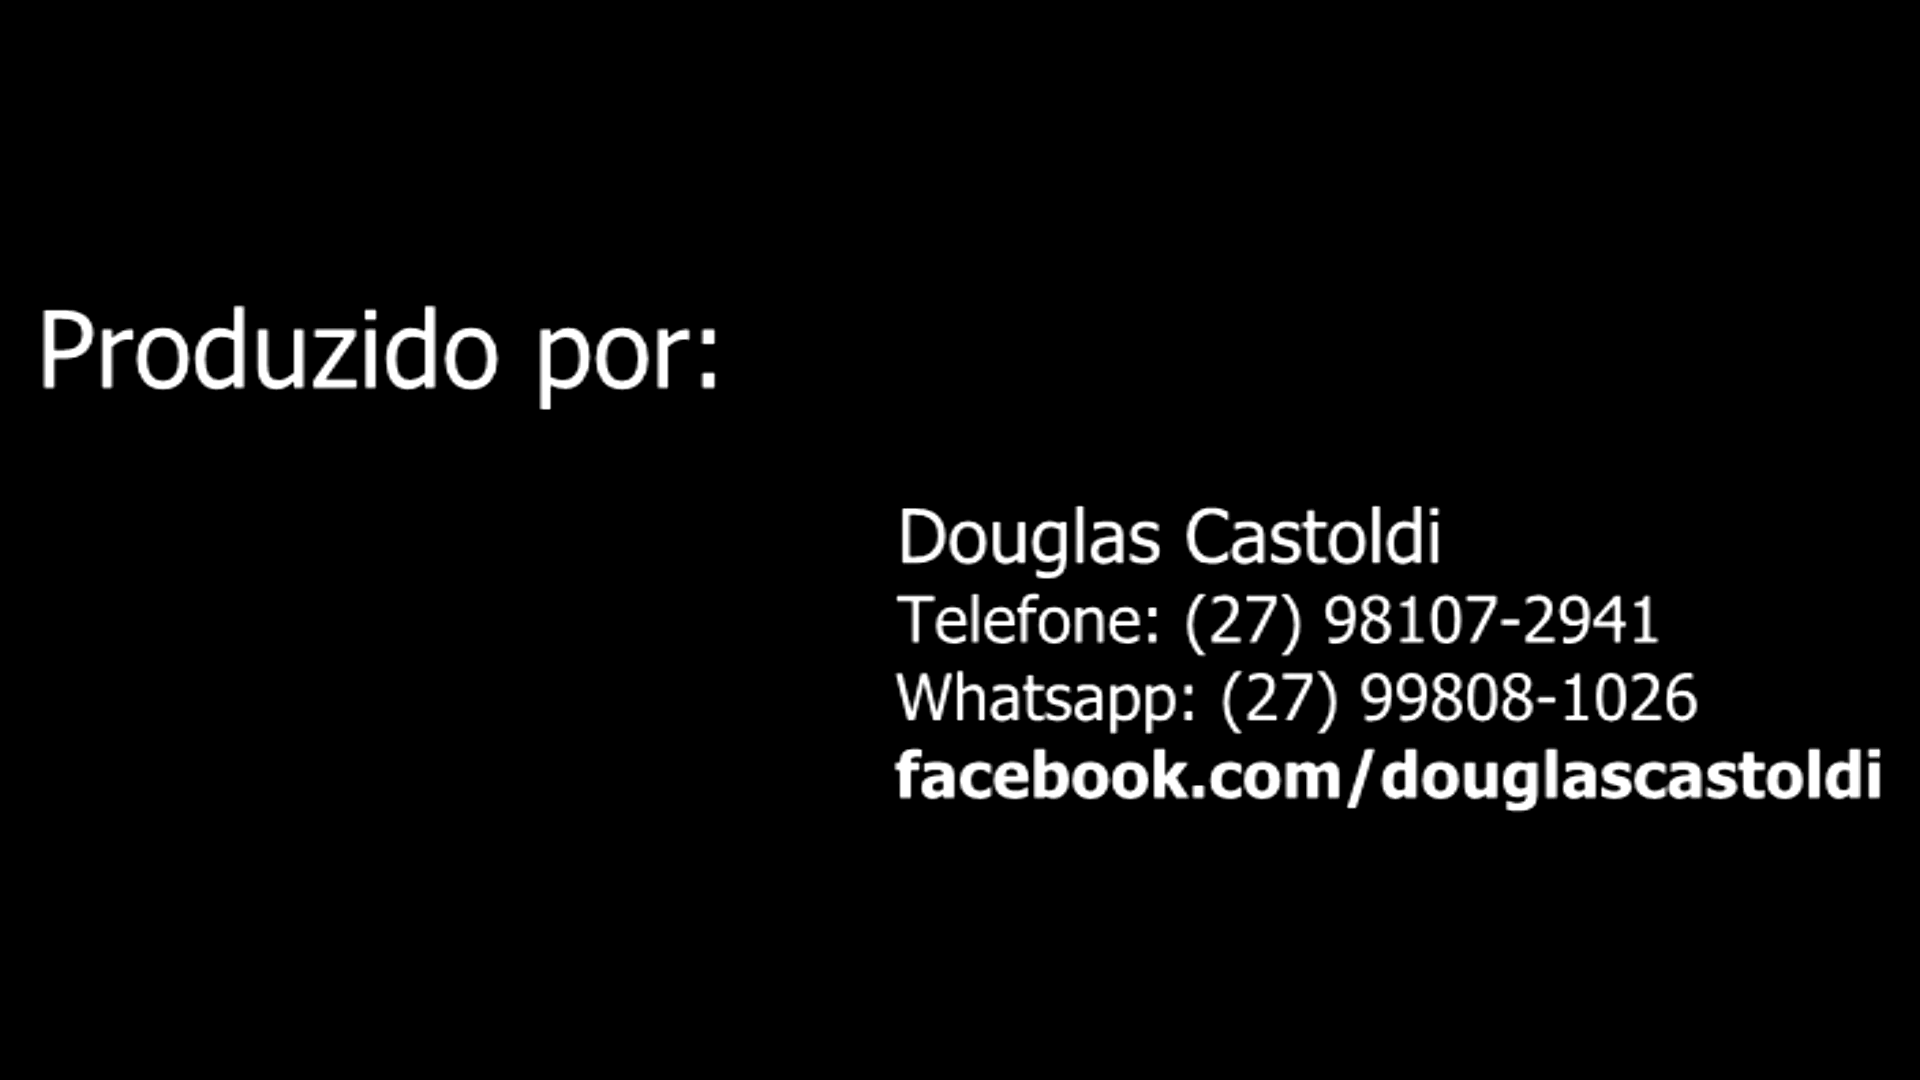 Produzido por:
Douglas Castoldi
Telefone: (27) 98107-2941
Whatsapp: (27) 99808-1026
facebook.com/douglascastoldi